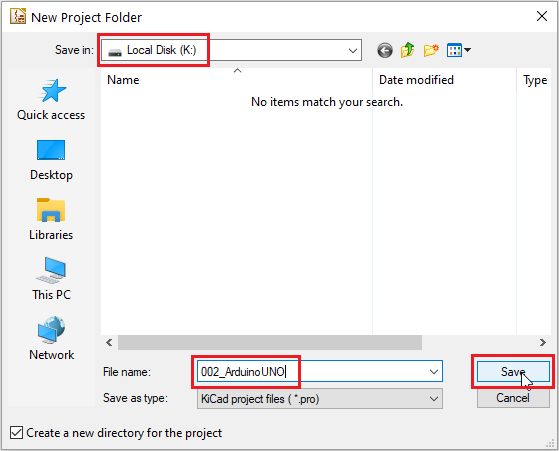 New Project Folder
Save in: Local Disk (K:)
Name Date modified Type
No items match your search.
Quick access
Desktop
Libraries
This PC
Network
File name: 002_ArduinoUNO Save
Save as type: KiCad project files ( *.pro) Cancel
Create a new directory for the project